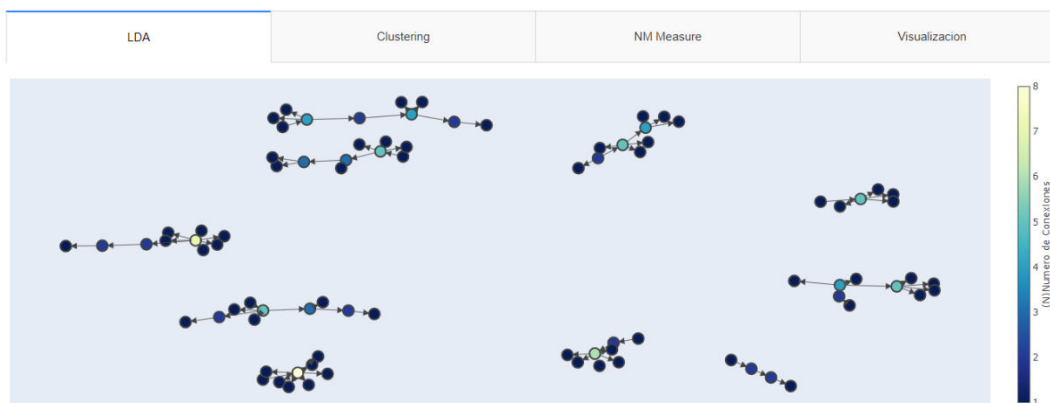 LDA
Clustering
NM Measure
Visualizacion
8
7
6
5
4
3
2
1
(N)Numero de Conexiones